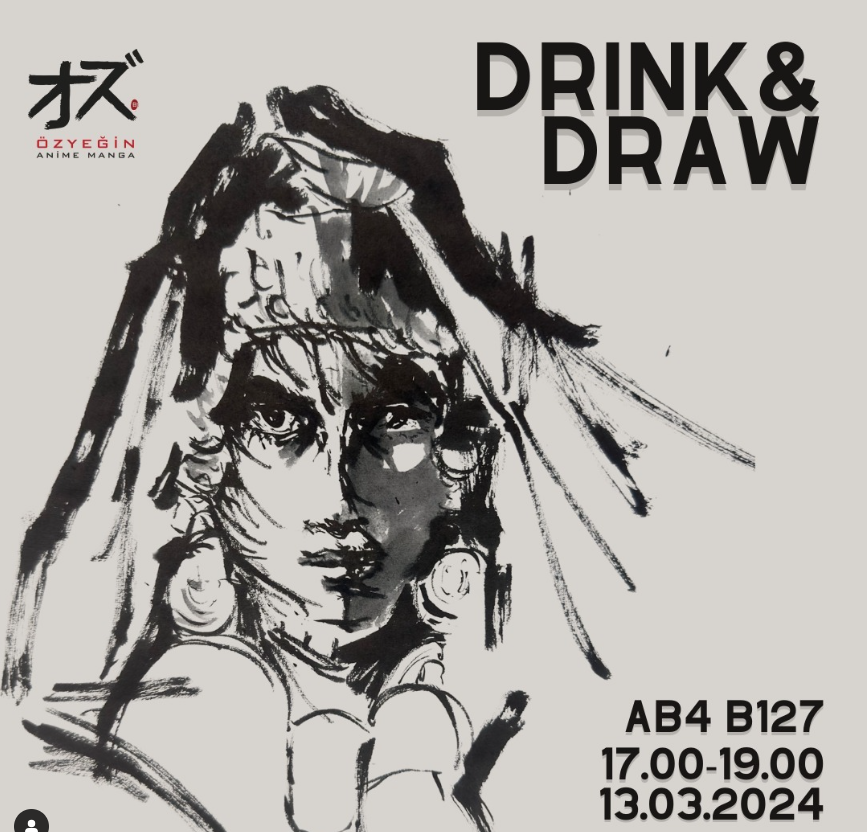 オズ
ÖZYEĞİN
ANİME MANGA
DRINK&
DRAW
AB4 B127
17.00-19.00
13.03.2024